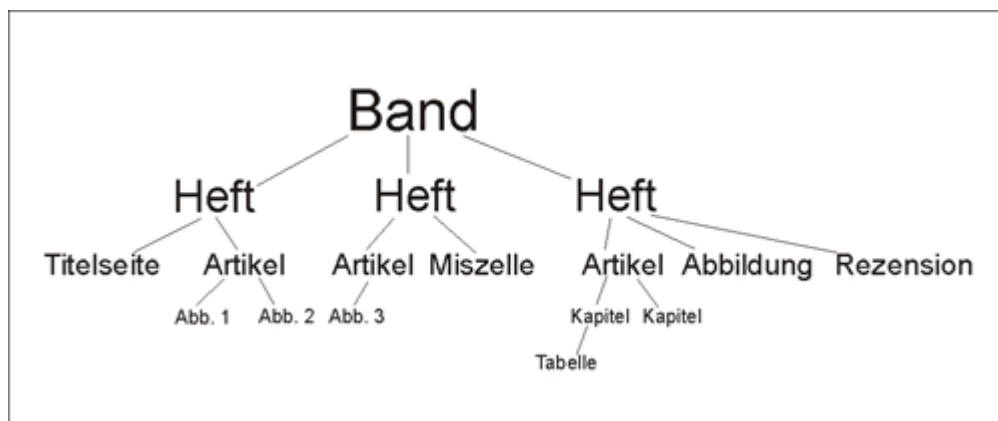 Band
Heft Heft Heft
Titelseite Artikel Artikel Miszelle Artikel Abbildung Rezension
Abb. 1 Abb. 2 Abb. 3 Kapitel Kapitel
Tabelle